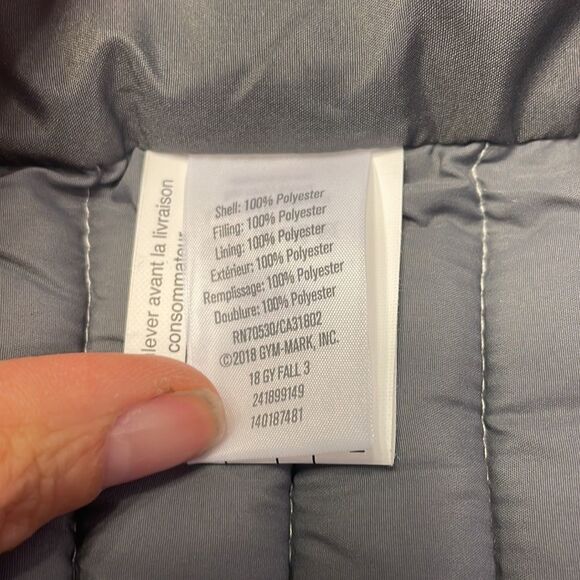 lever avant la livraison
consommateur
Shell: 100% Polyester
Filling: 100% Polyester
Lining: 100% Polyester
Extérieur: 100% Polyester
Remplissage: 100% Polyester
Doublure: 100% Polyester
RN70530/CA31802
©2018 GYM-MARK, INC.
18 GY FALL 3
241899149
140187481